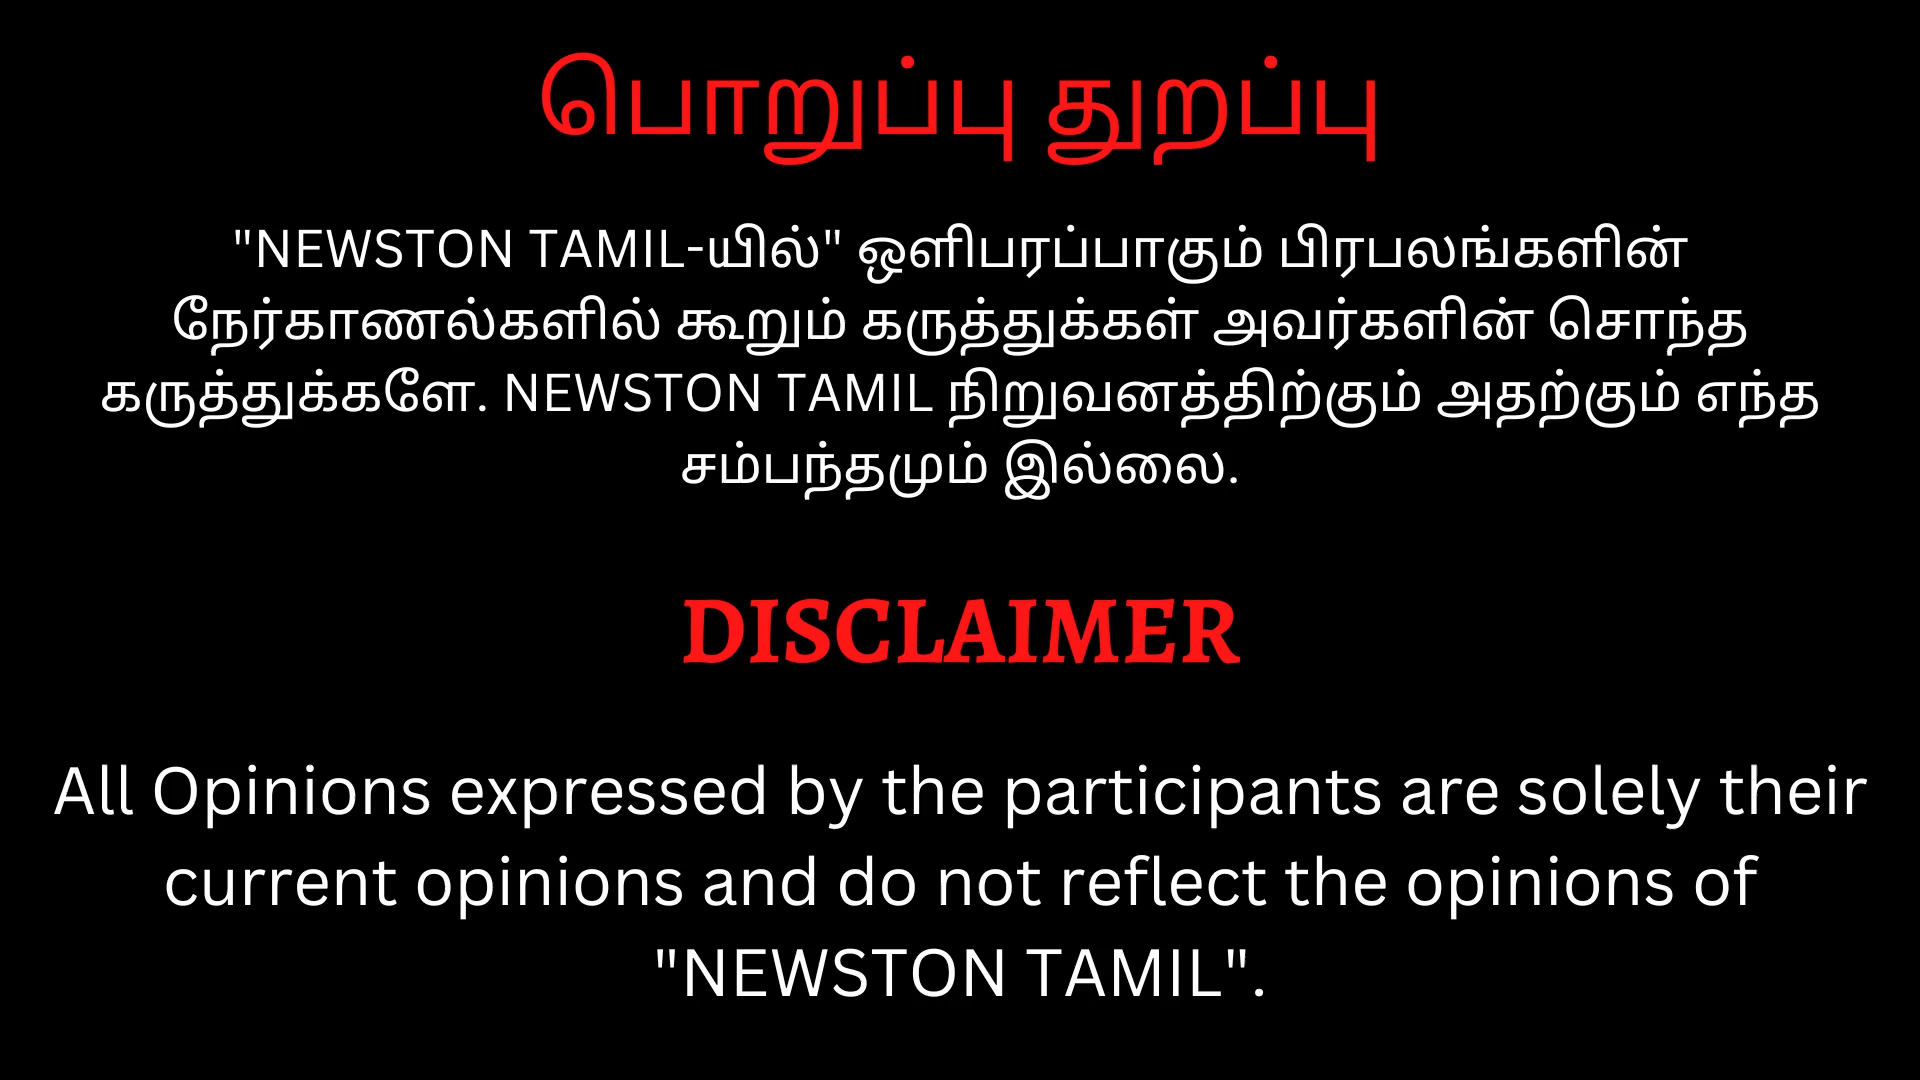 பொறுப்பு துறப்பு
"NEWSTON TAMIL-யில்" ஒளிபரப்பாகும் பிரபலங்களின்
நேர்காணல்களில் கூறும் கருத்துக்கள் அவர்களின் சொந்த
கருத்துக்களே. NEWSTON TAMIL நிறுவனத்திற்கும் அதற்கும் எந்த
சம்பந்தமும் இல்லை.
DISCLAIMER
All Opinions expressed by the participants are solely their
current opinions and do not reflect the opinions of
"NEWSTON TAMIL".